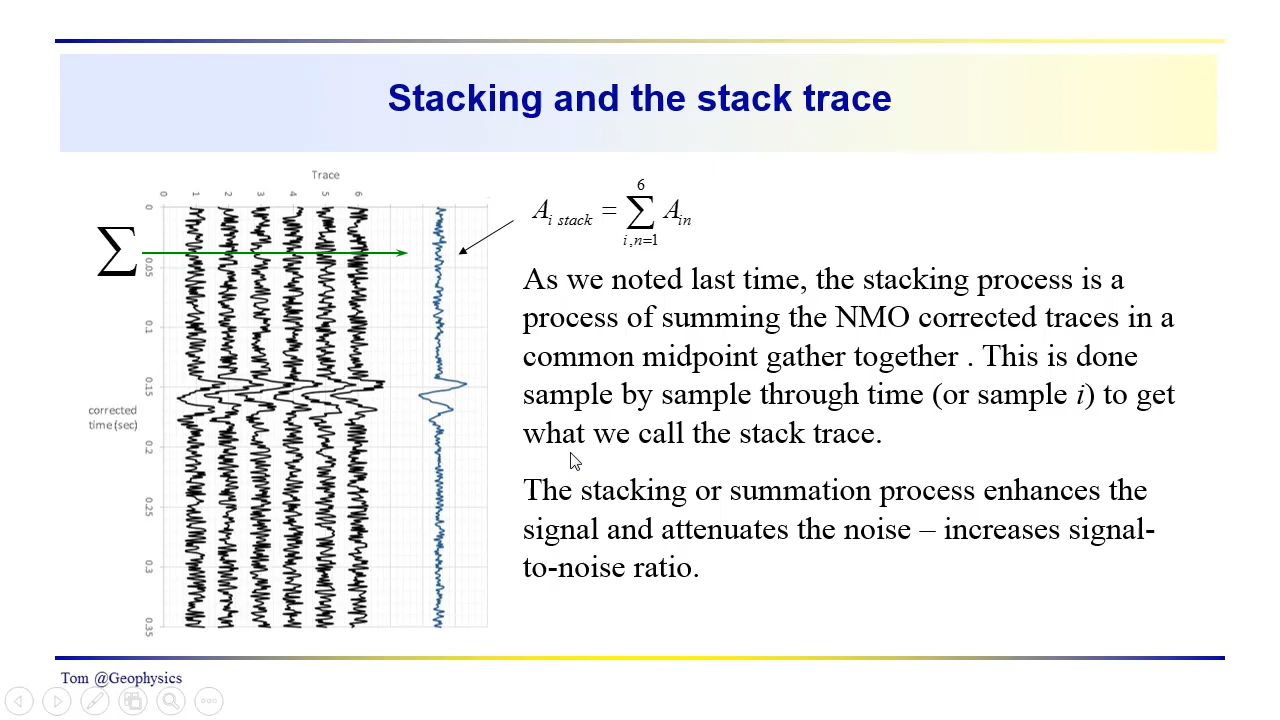 Stacking and the stack trace
Trace
0 1 2 3 4 5 6
0
0.05
0.1
0.15
0.2
0.25
0.3
0.35
corrected
time (sec)
∑
6
A i stack = ∑ A in
i,n=1
As we noted last time, the stacking process is a
process of summing the NMO corrected traces in a
common midpoint gather together . This is done
sample by sample through time (or sample i) to get
what we call the stack trace.
The stacking or summation process enhances the
signal and attenuates the noise – increases signal-
to-noise ratio.
Tom @Geophysics